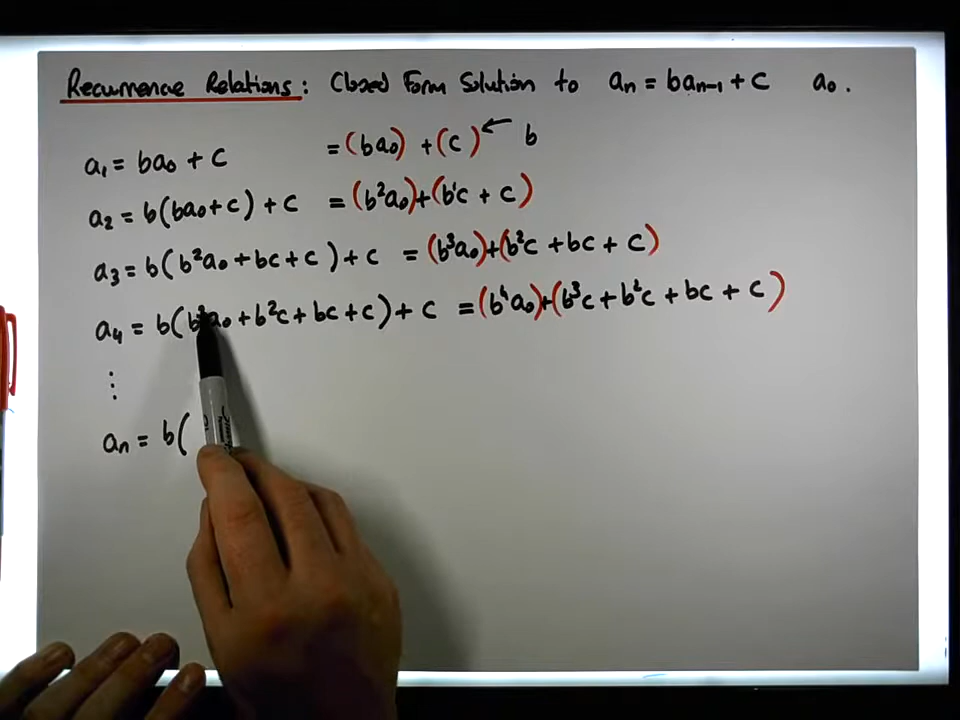 Recurrence Relations: Closed Form Solution to aₙ = baₙ₋₁ + c a₀.
a₁ = ba₀ + c = (ba₀) + (c) ← b
a₂ = b(ba₀ + c) + c = (b²a₀) + (b¹c + c)
a₃ = b(b²a₀ + bc + c) + c = (b³a₀) + (b²c + bc + c)
a₄ = b(b³a₀ + b²c + bc + c) + c = (b⁴a₀) + (b³c + b²c + bc + c)
⋮
aₙ = b(